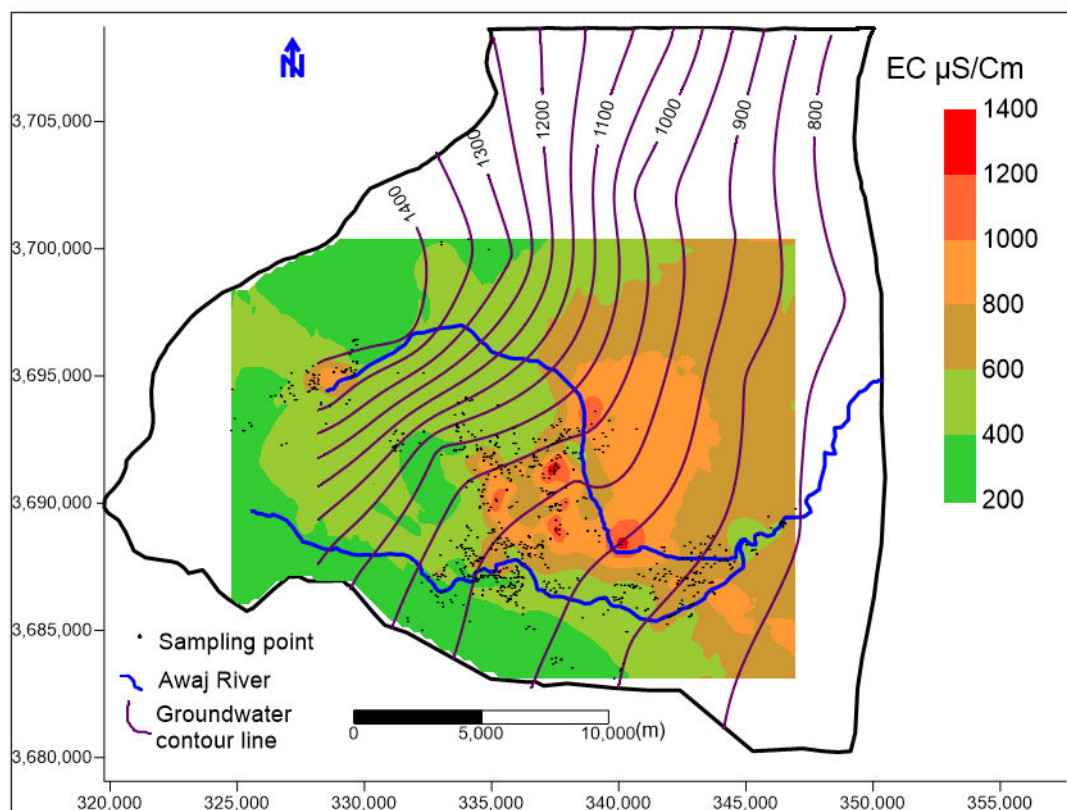 N
EC µS/Cm
1400
1200
1000
800
600
400
200
1400
1300
1200
1100
1000
900
800
3,705,000
3,700,000
3,695,000
3,690,000
3,685,000
3,680,000
Sampling point
Awaj River
Groundwater
contour line
0 5,000 10,000(m)
320,000 325,000 330,000 335,000 340,000 345,000 350,000 355,000